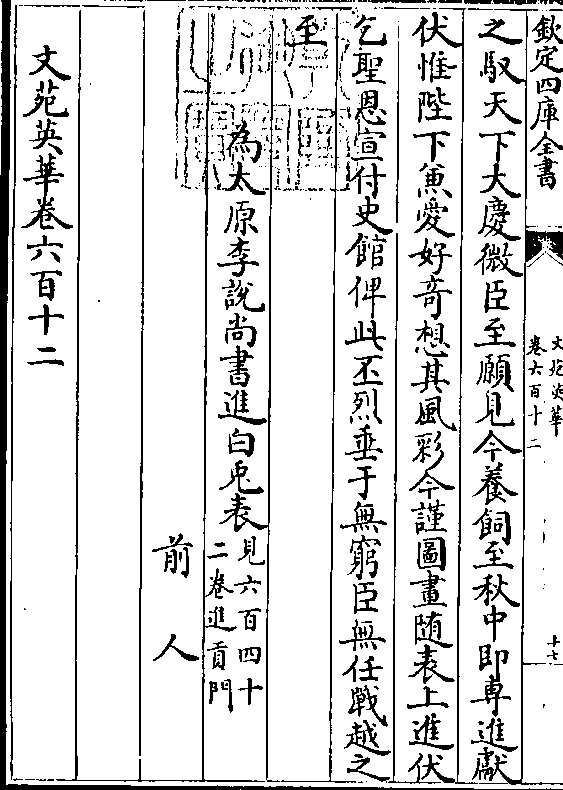 欽定四庫全書
文苑英華
卷六百十二
十七
之馭天下大慶微臣至願見今養飼至秋中即專進獻
伏惟陛下兼愛好竒想其風彩今謹圖畫随表上進伏
乞聖恩宣付史館俾此丕烈垂于無窮臣無任戰越之
至
為太原李說尚書進白兎表
見六百四十
二卷進貢門
前人
文苑英華卷六百十二